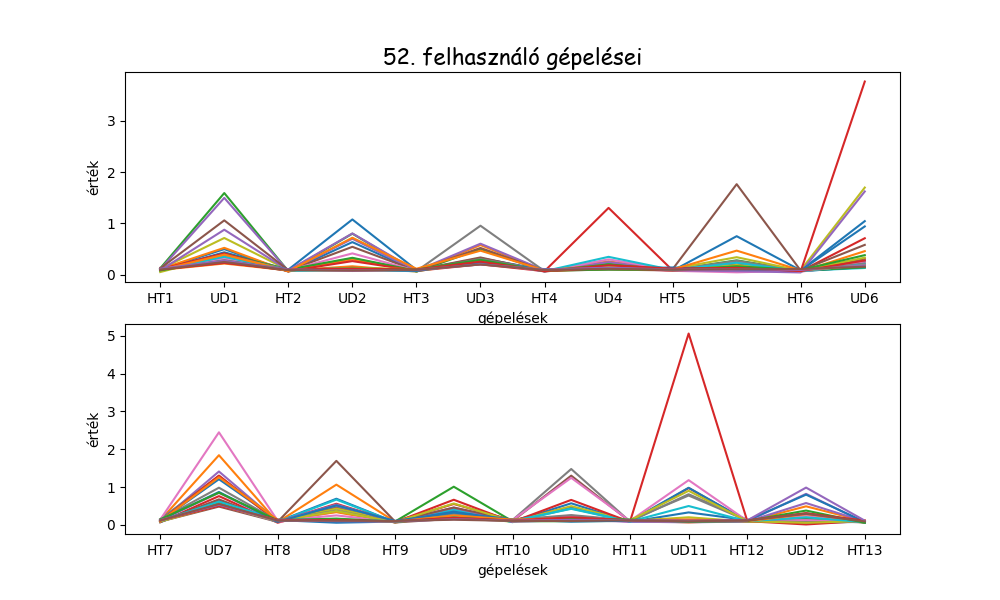 52. felhasználó gépelései
érték
3
2
1
0
HT1 UD1 HT2 UD2 HT3 UD3 HT4 UD4 HT5 UD5 HT6 UD6
gépelések
érték
5
4
3
2
1
0
HT7 UD7 HT8 UD8 HT9 UD9 HT10 UD10 HT11 UD11 HT12 UD12 HT13
gépelések